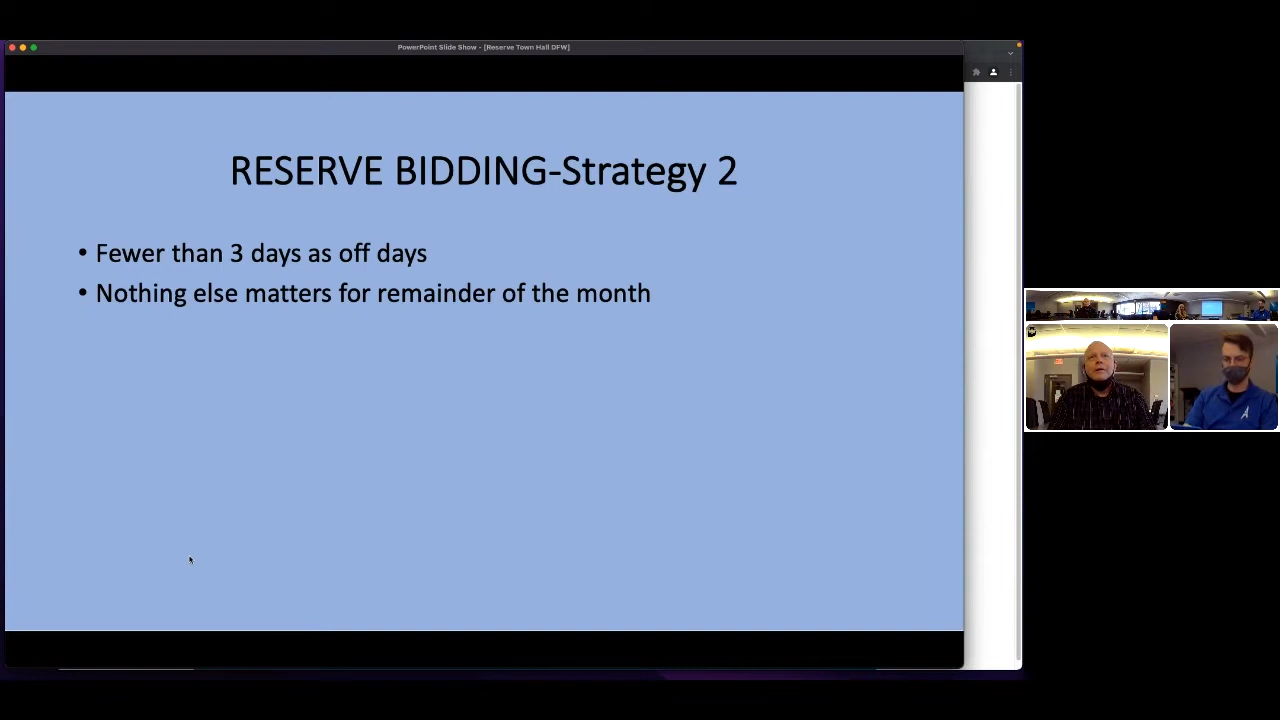 PowerPoint Slide Show - [Reserve Town Hall DFW]
RESERVE BIDDING-Strategy 2
• Fewer than 3 days as off days
• Nothing else matters for remainder of the month